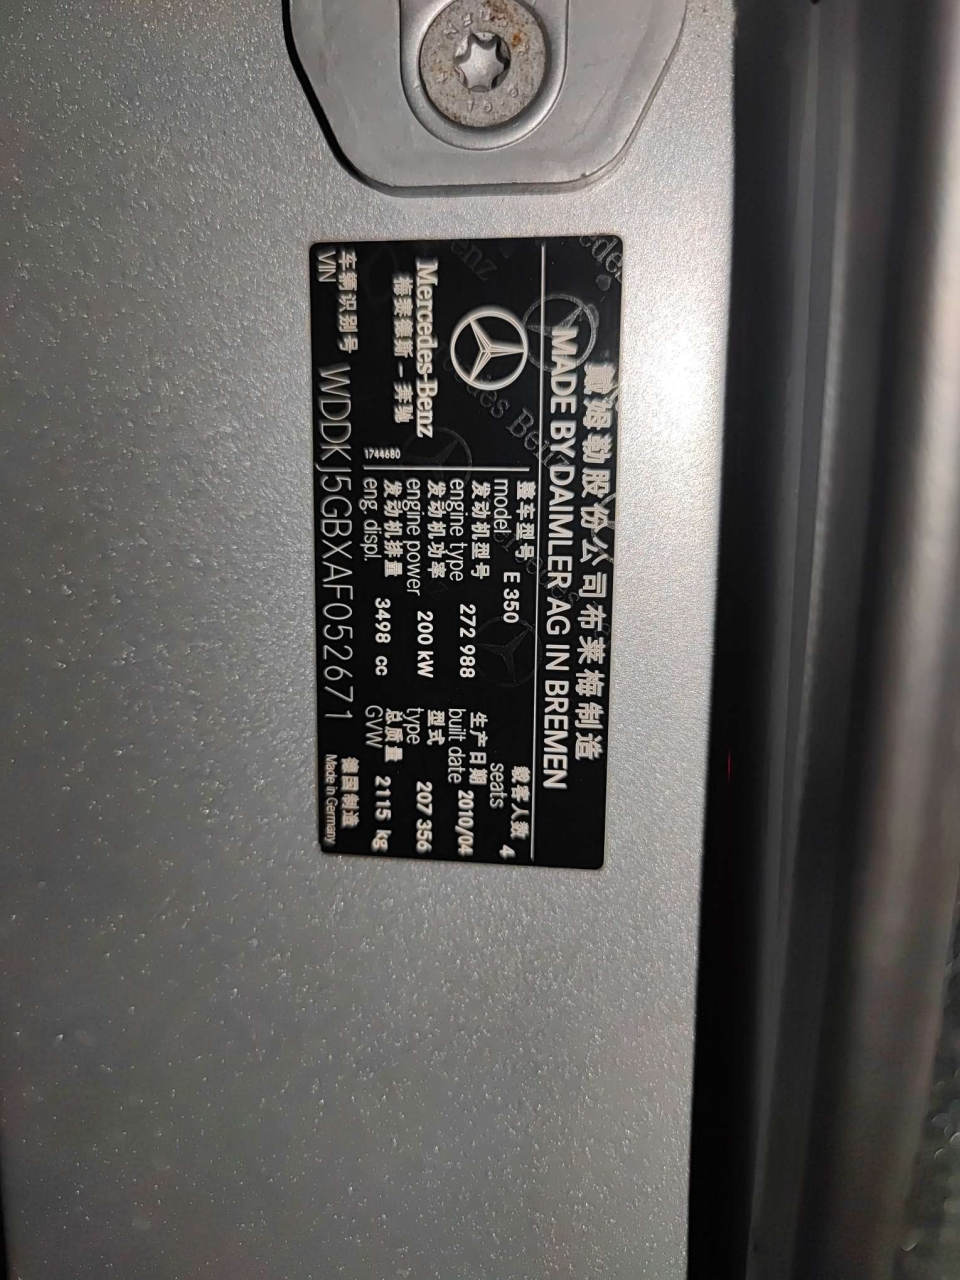 戴姆勒股份公司布莱梅制造
MADE BY DAIMLER AG IN BREMEN
Mercedes-Benz
梅赛德斯－奔驰
1744680
整车型号 E 350 载客人数 4
model seats
发动机型号 272 988 生产日期 2010/04
engine type built date
发动机功率 200 kW 型式 207 356
engine power type
发动机排量 3498 cc 总质量 2115 kg
eng. displ. GVW
车辆识别号 WDDKJ5GBXAF052671 德国制造
VIN Made in Germany